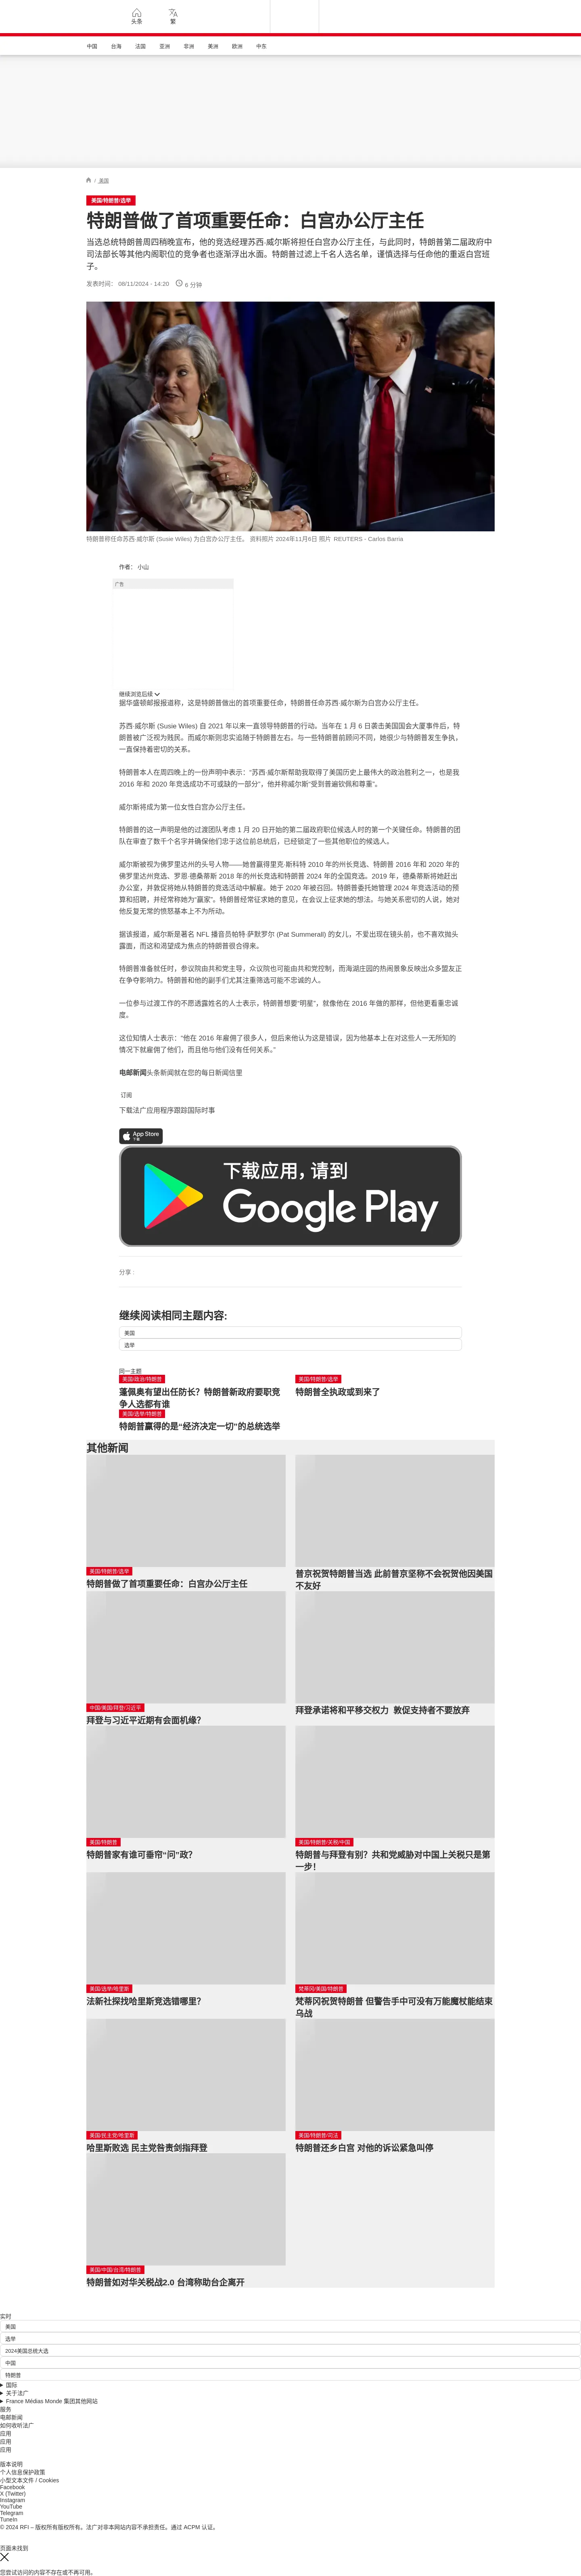 头条
繁
中国 台海 法国 亚洲 非洲 美洲 欧洲 中东
/ 美国
美国/特朗普/选举
特朗普做了首项重要任命：白宫办公厅主任
当选总统特朗普周四稍晚宣布，他的竞选经理苏西·威尔斯将担任白宫办公厅主任，与此同时，特朗普第二届政府中
司法部长等其他内阁职位的竞争者也逐渐浮出水面。特朗普过滤上千名人选名单，谨慎选择与任命他的重返白宫班
子。
发表时间： 08/11/2024 - 14:20 6 分钟
特朗普称任命苏西·威尔斯 (Susie Wiles) 为白宫办公厅主任。 资料照片 2024年11月6日 照片 REUTERS - Carlos Barria
作者： 小山
广告
继续浏览后续
据华盛顿邮报报道称，这是特朗普做出的首项重要任命，特朗普任命苏西·威尔斯为白宫办公厅主任。
苏西·威尔斯 (Susie Wiles) 自 2021 年以来一直领导特朗普的行动。当年在 1 月 6 日袭击美国国会大厦事件后，特
朗普被广泛视为贱民。而威尔斯则忠实追随于特朗普左右。与一些特朗普前顾问不同，她很少与特朗普发生争执，
一直保持着密切的关系。
特朗普本人在周四晚上的一份声明中表示：“苏西·威尔斯帮助我取得了美国历史上最伟大的政治胜利之一，也是我
2016 年和 2020 年竞选成功不可或缺的一部分”，他并称威尔斯“受到普遍钦佩和尊重”。
威尔斯将成为第一位女性白宫办公厅主任。
特朗普的这一声明是他的过渡团队考虑 1 月 20 日开始的第二届政府职位候选人时的第一个关键任命。特朗普的团
队在审查了数千个名字并确保他们忠于这位前总统后，已经锁定了一些其他职位的候选人。
威尔斯被视为佛罗里达州的头号人物——她曾赢得里克·斯科特 2010 年的州长竞选、特朗普 2016 年和 2020 年的
佛罗里达州竞选、罗恩·德桑蒂斯 2018 年的州长竞选和特朗普 2024 年的全国竞选。2019 年，德桑蒂斯将她赶出
办公室，并敦促将她从特朗普的竞选活动中解雇。她于 2020 年被召回。特朗普委托她管理 2024 年竞选活动的预
算和招聘，并经常称她为“赢家”。特朗普经常征求她的意见，在会议上征求她的想法。与她关系密切的人说，她对
他反复无常的愤怒基本上不为所动。
据该报道，威尔斯是著名 NFL 播音员帕特·萨默罗尔 (Pat Summerall) 的女儿，不爱出现在镜头前，也不喜欢抛头
露面，而这和渴望成为焦点的特朗普很合得来。
特朗普准备就任时，参议院由共和党主导，众议院也可能由共和党控制，而海湖庄园的热闹景象反映出众多盟友正
在争夺影响力。特朗普和他的副手们尤其注重筛选可能不忠诚的人。
一位参与过渡工作的不愿透露姓名的人士表示，特朗普想要“明星”，就像他在 2016 年做的那样，但他更看重忠诚
度。
这位知情人士表示：“他在 2016 年雇佣了很多人，但后来他认为这是错误，因为他基本上在对这些人一无所知的
情况下就雇佣了他们，而且他与他们没有任何关系。”
电邮新闻头条新闻就在您的每日新闻信里
订阅
下载法广应用程序跟踪国际时事
App Store
下载
下载应用，请到
Google Play
分享 :
继续阅读相同主题内容:
美国
选举
同一主题
美国/政治/特朗普
蓬佩奥有望出任防长？特朗普新政府要职竞
争人选都有谁
美国/特朗普/选举
特朗普全执政或到来了
美国/选举/特朗普
特朗普赢得的是“经济决定一切”的总统选举
其他新闻
美国/特朗普/选举
特朗普做了首项重要任命：白宫办公厅主任
普京祝贺特朗普当选 此前普京坚称不会祝贺他因美国
不友好
中国/美国/拜登/习近平
拜登与习近平近期有会面机缘？
拜登承诺将和平移交权力 敦促支持者不要放弃
美国/特朗普
特朗普家有谁可垂帘“问”政？
美国/特朗普/关税/中国
特朗普与拜登有别？共和党威胁对中国上关税只是第
一步！
美国/选举/哈里斯
法新社探找哈里斯竞选错哪里？
梵蒂冈/美国/特朗普
梵蒂冈祝贺特朗普 但警告手中可没有万能魔杖能结束
乌战
美国/民主党/哈里斯
哈里斯败选 民主党咎责剑指拜登
美国/特朗普/司法
特朗普还乡白宫 对他的诉讼紧急叫停
美国/中国/台湾/特朗普
特朗普如对华关税战2.0 台湾称助台企离开
实时
美国
选举
2024美国总统大选
中国
特朗普
国际
关于法广
France Médias Monde 集团其他网站
服务
电邮新闻
如何收听法广
应用
应用
应用
版本说明
个人信息保护政策
小型文本文件 / Cookies
Facebook
X (Twitter)
Instagram
YouTube
Telegram
TuneIn
© 2024 RFI – 版权所有版权所有。法广对非本网站内容不承担责任。通过 ACPM 认证。
页面未找到
您尝试访问的内容不存在或不再可用。